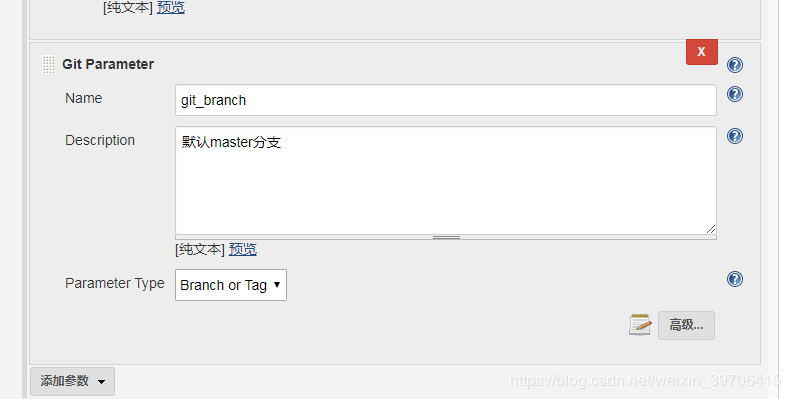 [纯文本] 预览
X
Git Parameter
Name
git_branch
Description
默认master分支
[纯文本] 预览
Parameter Type
Branch or Tag
高级...
添加参数
https://blog.csdn.net/weixin_39706415